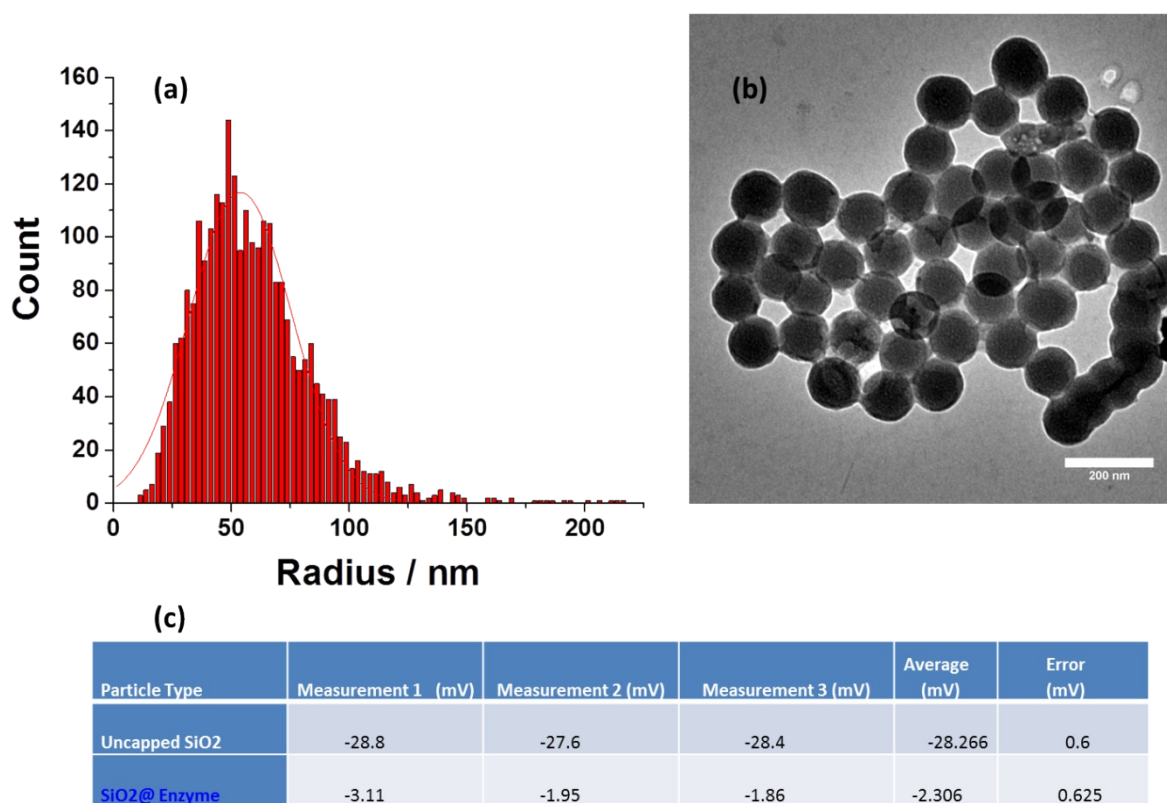 (a)
160
140
120
100
80
60
40
20
0
Count
0 50 100 150 200
Radius / nm
(b)
200 nm
(c)
Particle Type Measurement 1 (mV) Measurement 2 (mV) Measurement 3 (mV) Average (mV) Error (mV)
Uncapped SiO2 -28.8 -27.6 -28.4 -28.266 0.6
SiO2@ Enzyme -3.11 -1.95 -1.86 -2.306 0.625